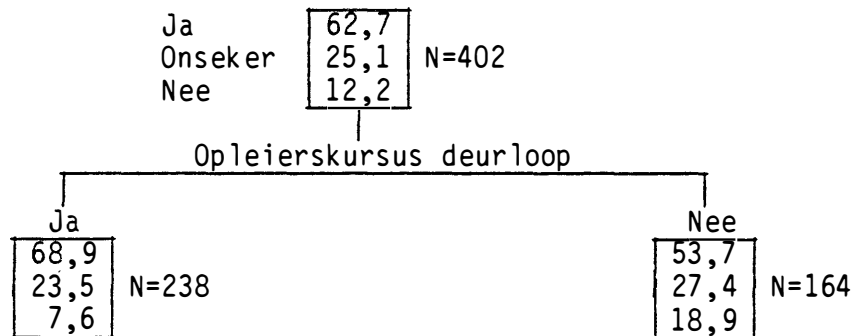 Ja 62,7
Onseker 25,1 N=402
Nee 12,2
Opleierskursus deurloop
Ja Nee
68,9 53,7
23,5 N=238 27,4 N=164
7,6 18,9